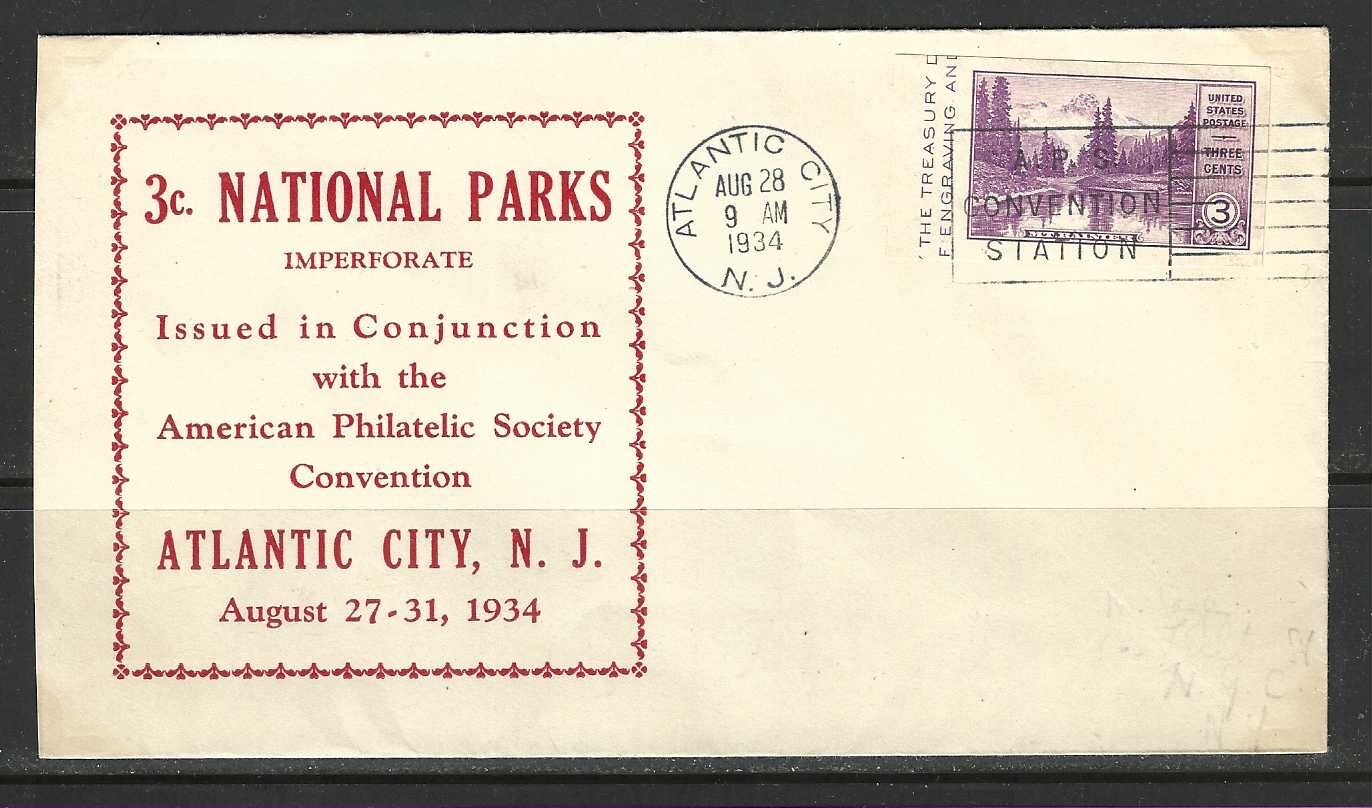 3c. NATIONAL PARKS
IMPERFORATE
Issued in Conjunction
with the
American Philatelic Society
Convention
ATLANTIC CITY, N. J.
August 27-31, 1934
ATLANTIC CITY
AUG 28
9 AM
1934
N. J.
THE TREASURY
ENGRAVING AND
UNITED
STATES
POSTAGE
THREE
CENTS
3
A. P. S.
CONVENTION
STATION
N Y C